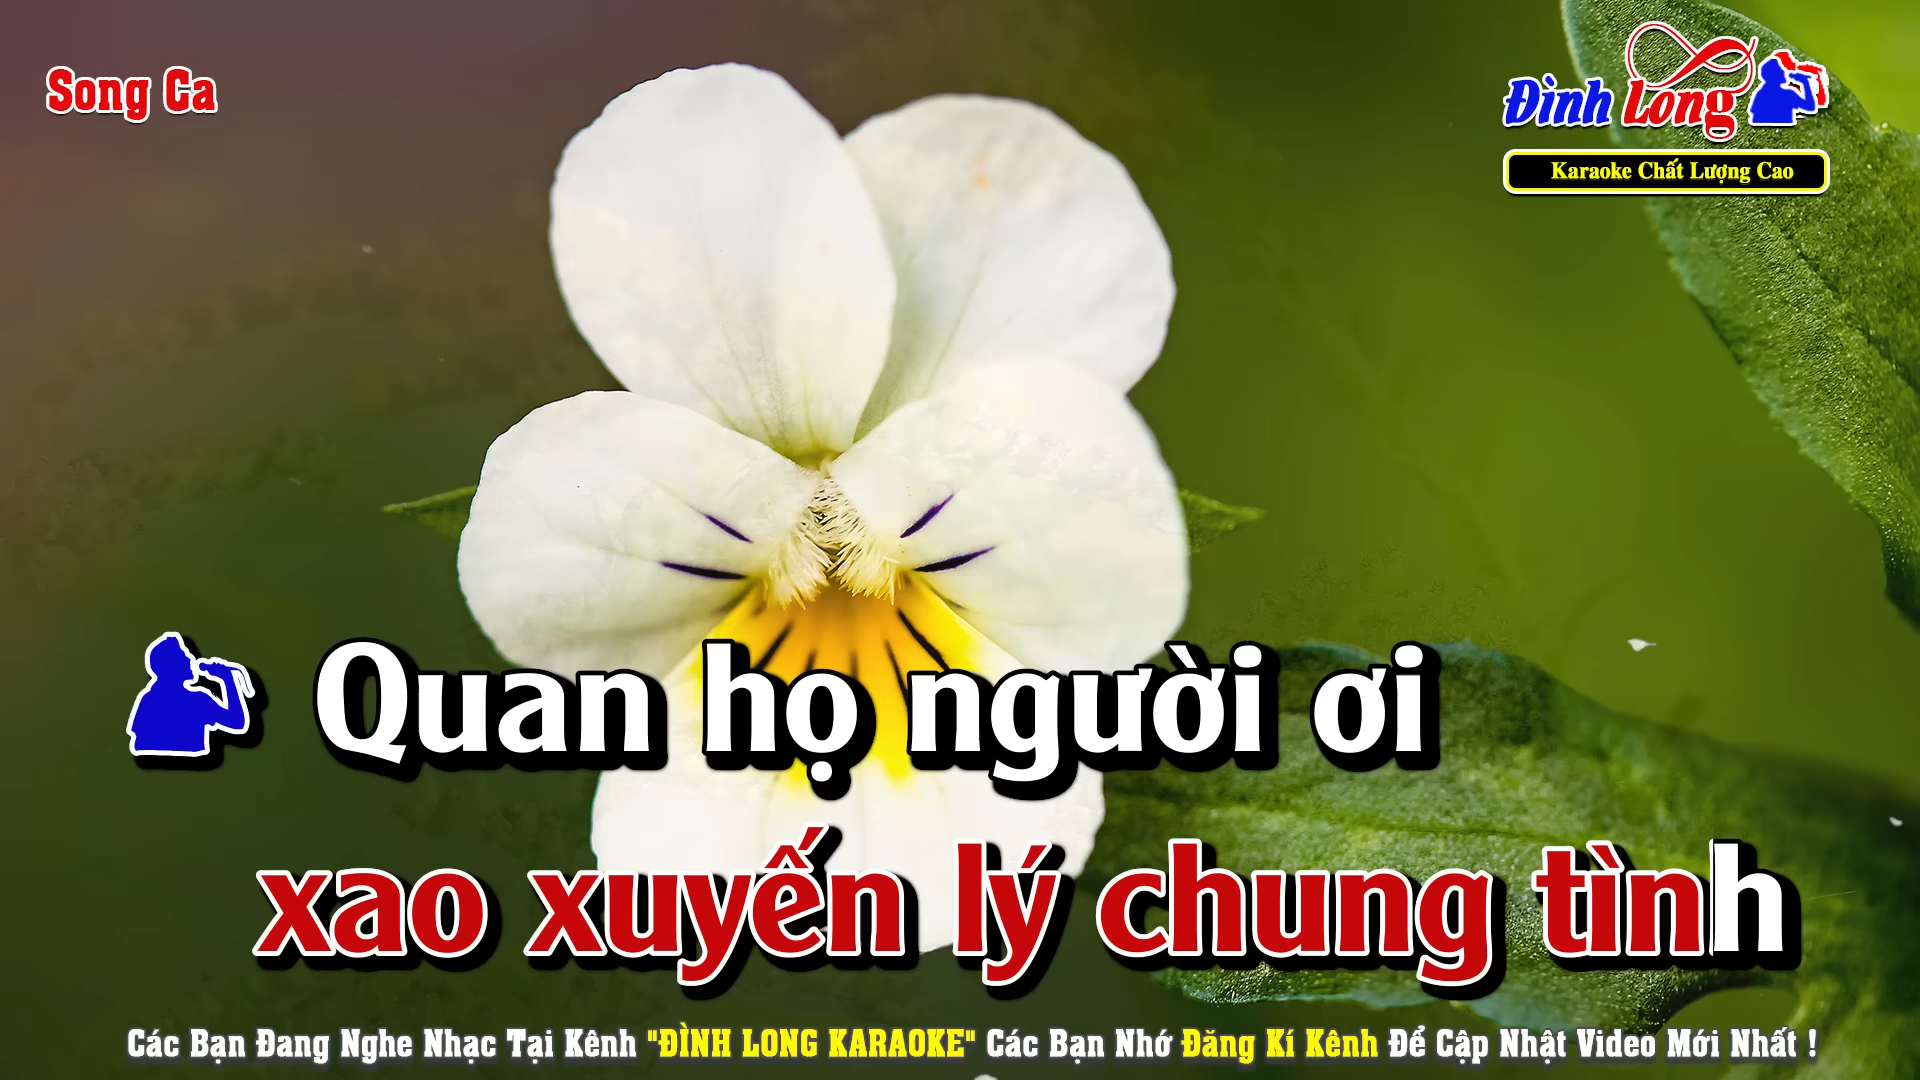 Song Ca
Đình Long
Karaoke Chất Lượng Cao
Quan họ người ơi
xao xuyến lý chung tình
Các Bạn Đang Nghe Nhạc Tại Kênh "ĐÌNH LONG KARAOKE" Các Bạn Nhớ Đăng Kí Kênh Để Cập Nhật Video Mới Nhất !